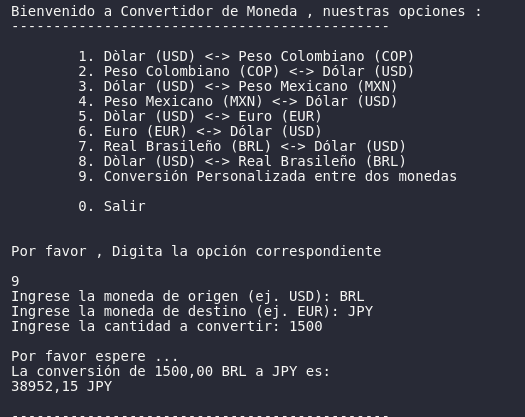 Bienvenido a Convertidor de Moneda , nuestras opciones :
---------------------------------------------
1. Dòlar (USD) <-> Peso Colombiano (COP)
2. Peso Colombiano (COP) <-> Dólar (USD)
3. Dólar (USD) <-> Peso Mexicano (MXN)
4. Peso Mexicano (MXN) <-> Dólar (USD)
5. Dòlar (USD) <-> Euro (EUR)
6. Euro (EUR) <-> Dólar (USD)
7. Real Brasileño (BRL) <-> Dólar (USD)
8. Dòlar (USD) <-> Real Brasileño (BRL)
9. Conversión Personalizada entre dos monedas
0. Salir
Por favor , Digita la opción correspondiente
9
Ingrese la moneda de origen (ej. USD): BRL
Ingrese la moneda de destino (ej. EUR): JPY
Ingrese la cantidad a convertir: 1500
Por favor espere ...
La conversión de 1500,00 BRL a JPY es:
38952,15 JPY
---------------------------------------------